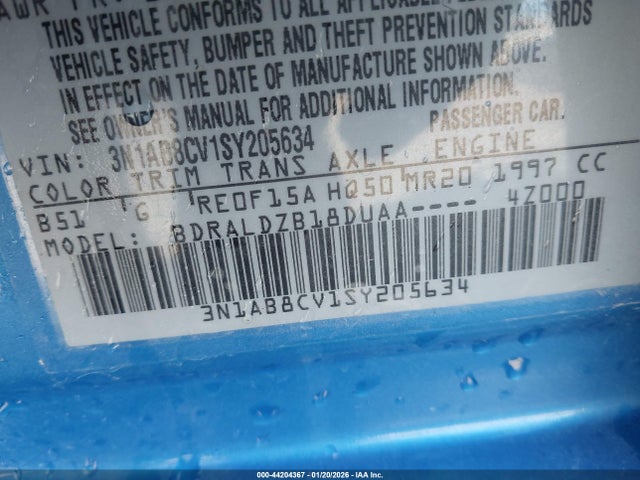 THIS VEHICLE CONFORMS TO ALL APPLICABLE
VEHICLE SAFETY, BUMPER AND THEFT PREVENTION STANDARDS
IN EFFECT ON THE DATE OF MANUFACTURE SHOWN ABOVE.
SEE OWNER'S MANUAL FOR ADDITIONAL INFORMATION.
VIN: 3N1AB8CV1SY205634 PASSENGER CAR.
COLOR TRIM TRANS AXLE ENGINE
B51 G RE0F15A HQ50 MR20 1997 CC
MODEL: BDRALDZB18DUAA---- 4Z000
3N1AB8CV1SY205634
000-44204367 | 01/20/2026 | IAA Inc.